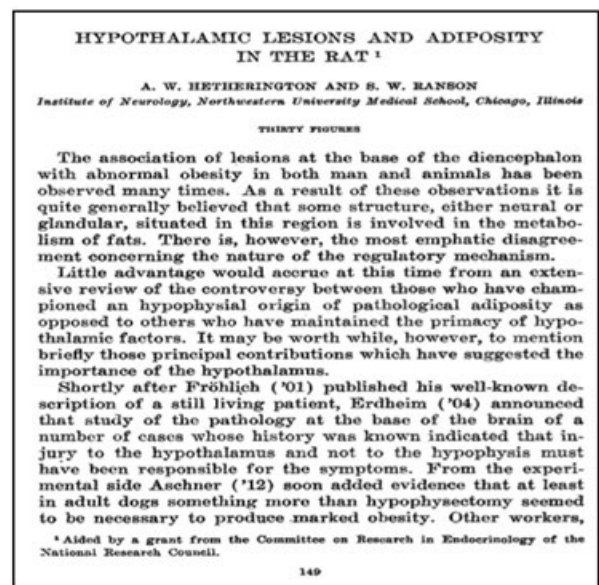 HYPOTHALAMIC LESIONS AND ADIPOSITY
IN THE RAT ¹
A. W. HETHERINGTON AND S. W. RANSON
Institute of Neurology, Northwestern University Medical School, Chicago, Illinois
THIRTY FIGURES
The association of lesions at the base of the diencephalon
with abnormal obesity in both man and animals has been
observed many times. As a result of these observations it is
quite generally believed that some structure, either neural or
glandular, situated in this region is involved in the metabo-
lism of fats. There is, however, the most emphatic disagree-
ment concerning the nature of the regulatory mechanism.
Little advantage would accrue at this time from an exten-
sive review of the controversy between those who have cham-
pioned an hypophysial origin of pathological adiposity as
opposed to others who have maintained the primacy of hypo-
thalamic factors. It may be worth while, however, to mention
briefly those principal contributions which have suggested the
importance of the hypothalamus.
Shortly after Fröhlich ('01) published his well-known de-
scription of a still living patient, Erdheim ('04) announced
that study of the pathology at the base of the brain of a
number of cases whose history was known indicated that in-
jury to the hypothalamus and not to the hypophysis must
have been responsible for the symptoms. From the experi-
mental side Aschner ('12) soon added evidence that at least
in adult dogs something more than hypophysectomy seemed
to be necessary to produce marked obesity. Other workers,
¹ Aided by a grant from the Committee on Research in Endocrinology of the
National Research Council.
149